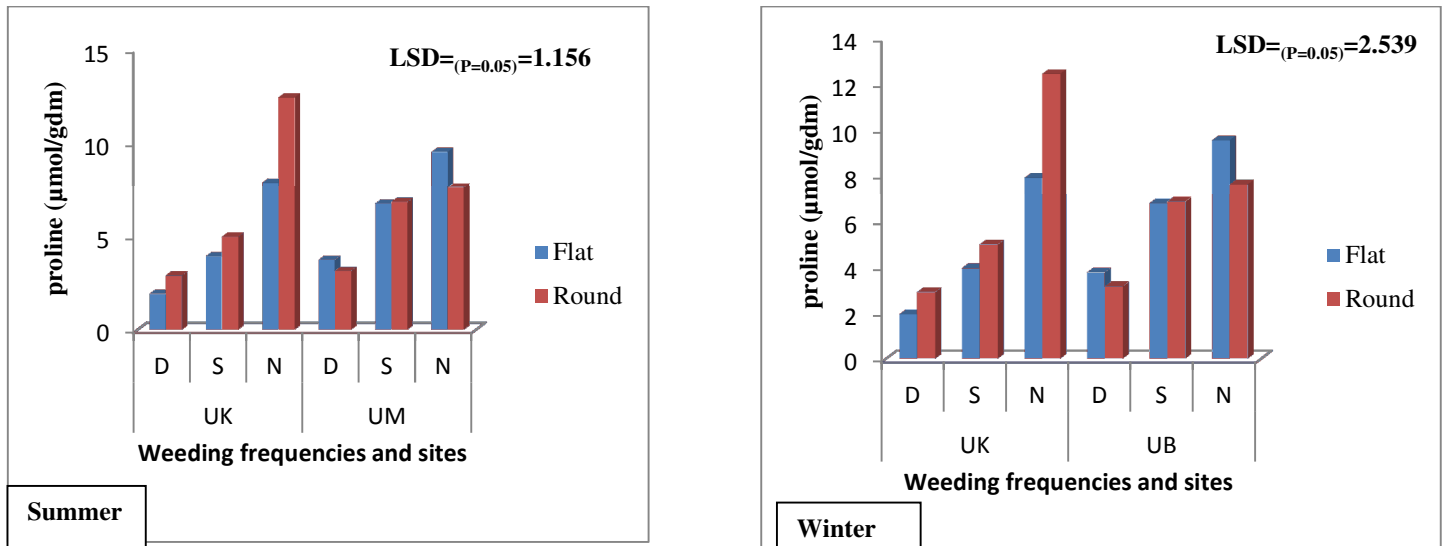 LSD=(P=0.05)=1.156
proline (µmol/gdm)
15
10
5
0
D S N D S N
UK UM
Weeding frequencies and sites
Flat
Round
Summer
LSD=(P=0.05)=2.539
proline (µmol/gdm)
14
12
10
8
6
4
2
0
D S N D S N
UK UB
Weeding frequencies and sites
Flat
Round
Winter